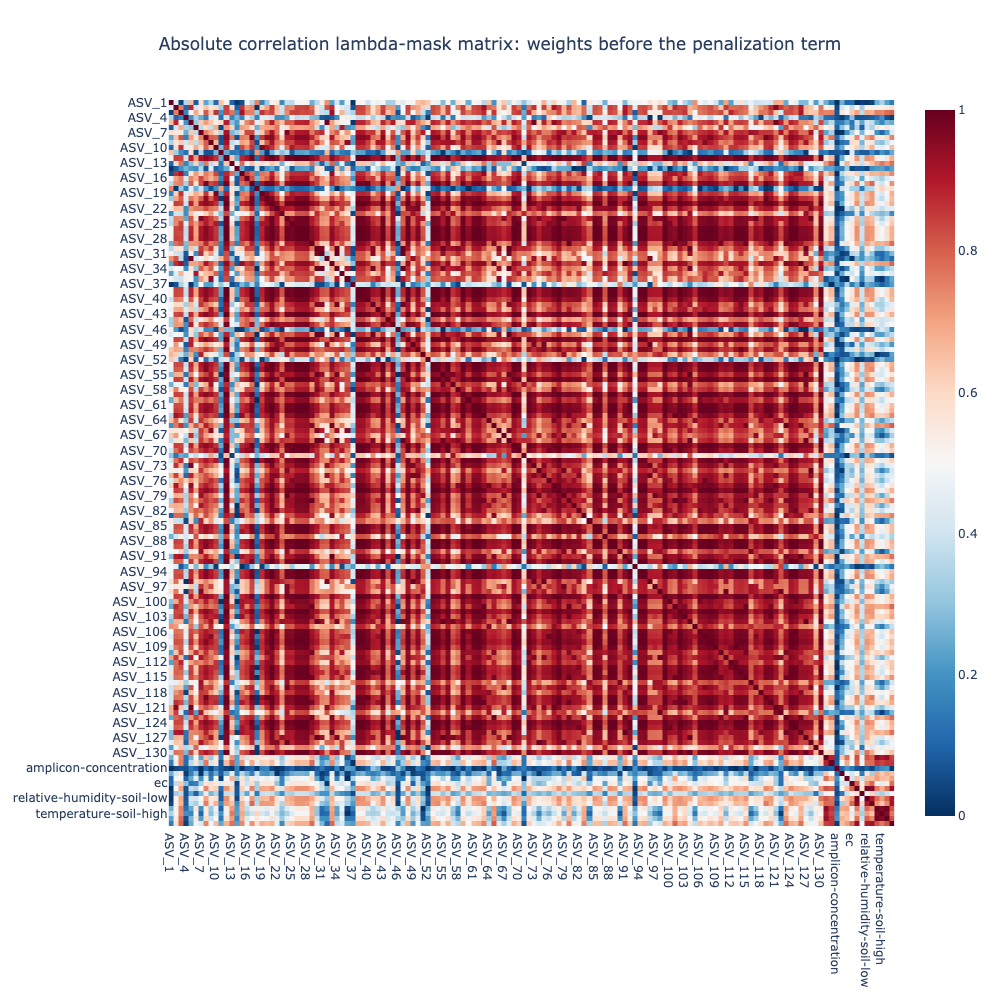 Absolute correlation lambda-mask matrix: weights before the penalization term
ASV_1
ASV_4
ASV_7
ASV_10
ASV_13
ASV_16
ASV_19
ASV_22
ASV_25
ASV_28
ASV_31
ASV_34
ASV_37
ASV_40
ASV_43
ASV_46
ASV_49
ASV_52
ASV_55
ASV_58
ASV_61
ASV_64
ASV_67
ASV_70
ASV_73
ASV_76
ASV_79
ASV_82
ASV_85
ASV_88
ASV_91
ASV_94
ASV_97
ASV_100
ASV_103
ASV_106
ASV_109
ASV_112
ASV_115
ASV_118
ASV_121
ASV_124
ASV_127
ASV_130
amplicon-concentration
ec
relative-humidity-soil-low
temperature-soil-high
ASV_1
ASV_4
ASV_7
ASV_10
ASV_13
ASV_16
ASV_19
ASV_22
ASV_25
ASV_28
ASV_31
ASV_34
ASV_37
ASV_40
ASV_43
ASV_46
ASV_49
ASV_52
ASV_55
ASV_58
ASV_61
ASV_64
ASV_67
ASV_70
ASV_73
ASV_76
ASV_79
ASV_82
ASV_85
ASV_88
ASV_91
ASV_94
ASV_97
ASV_100
ASV_103
ASV_106
ASV_109
ASV_112
ASV_115
ASV_118
ASV_121
ASV_124
ASV_127
ASV_130
amplicon-concentration
ec
relative-humidity-soil-low
temperature-soil-high
1
0.8
0.6
0.4
0.2
0